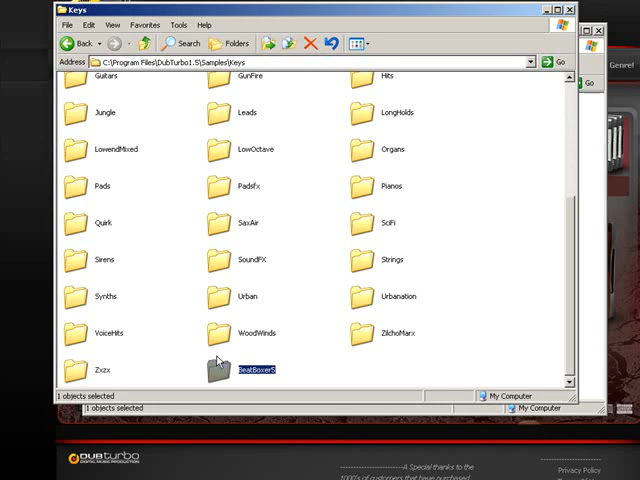 Keys
File Edit View Favorites Tools Help
Back Search Folders
Address C:\Program Files\DubTurbo1.5\Samples\Keys Go
Genre!
Go
Guitars GunFire Hits
Jungle Leads LongHolds
LowendMixed LowOctave Organs
Pads Padsfx Pianos
Quirk SaxAir SciFi
Sirens SoundFX Strings
Synths Urban Urbanation
VoiceHits WoodWinds ZilchoMarx
Zxzx BeatBoxerS
1 objects selected My Computer
1 objects selected My Computer
DUBturbo
DIGITAL MUSIC PRODUCTION
--------------------A Special thanks to the
1000's of customers that have purchased
Privacy Policy